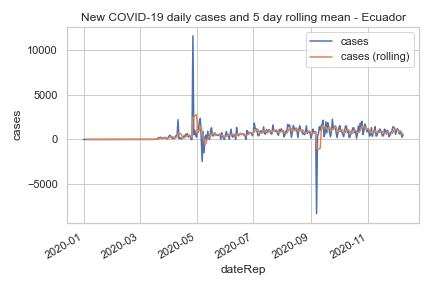 New COVID-19 daily cases and 5 day rolling mean - Ecuador
cases
cases (rolling)
10000
5000
0
−5000
cases
2020-01
2020-03
2020-05
2020-07
2020-09
2020-11
dateRep